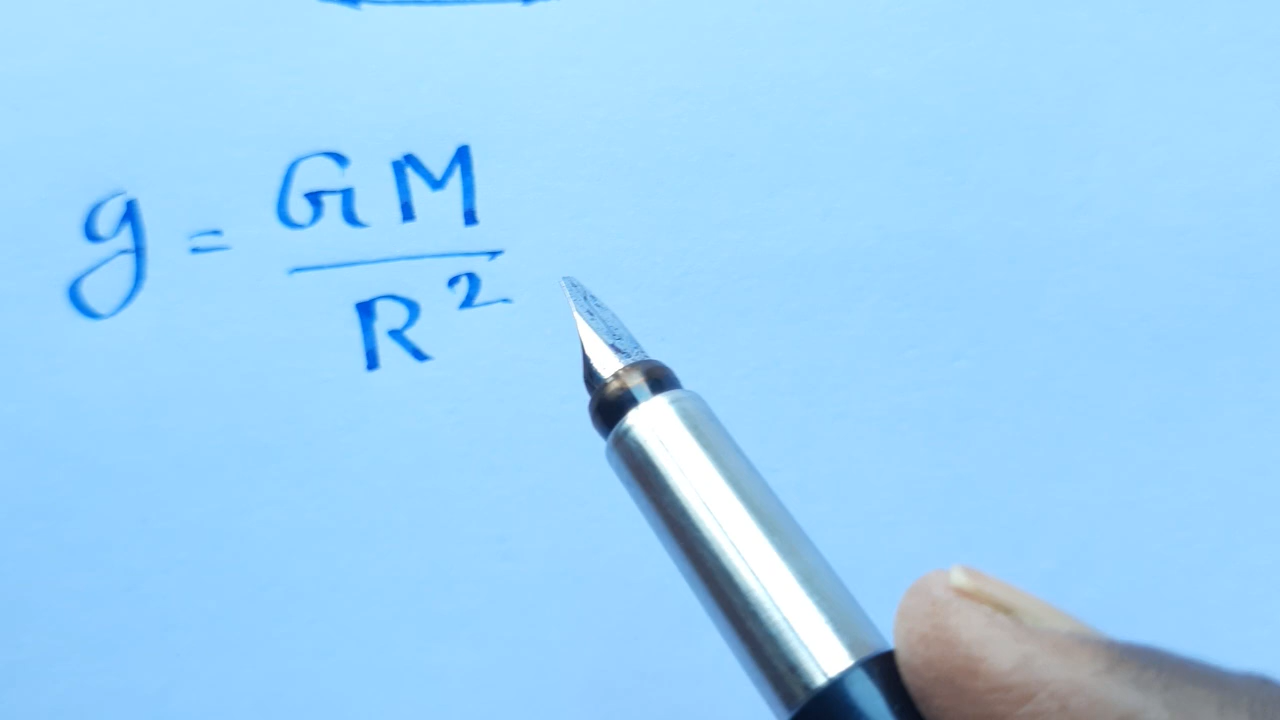 g = GM/R²